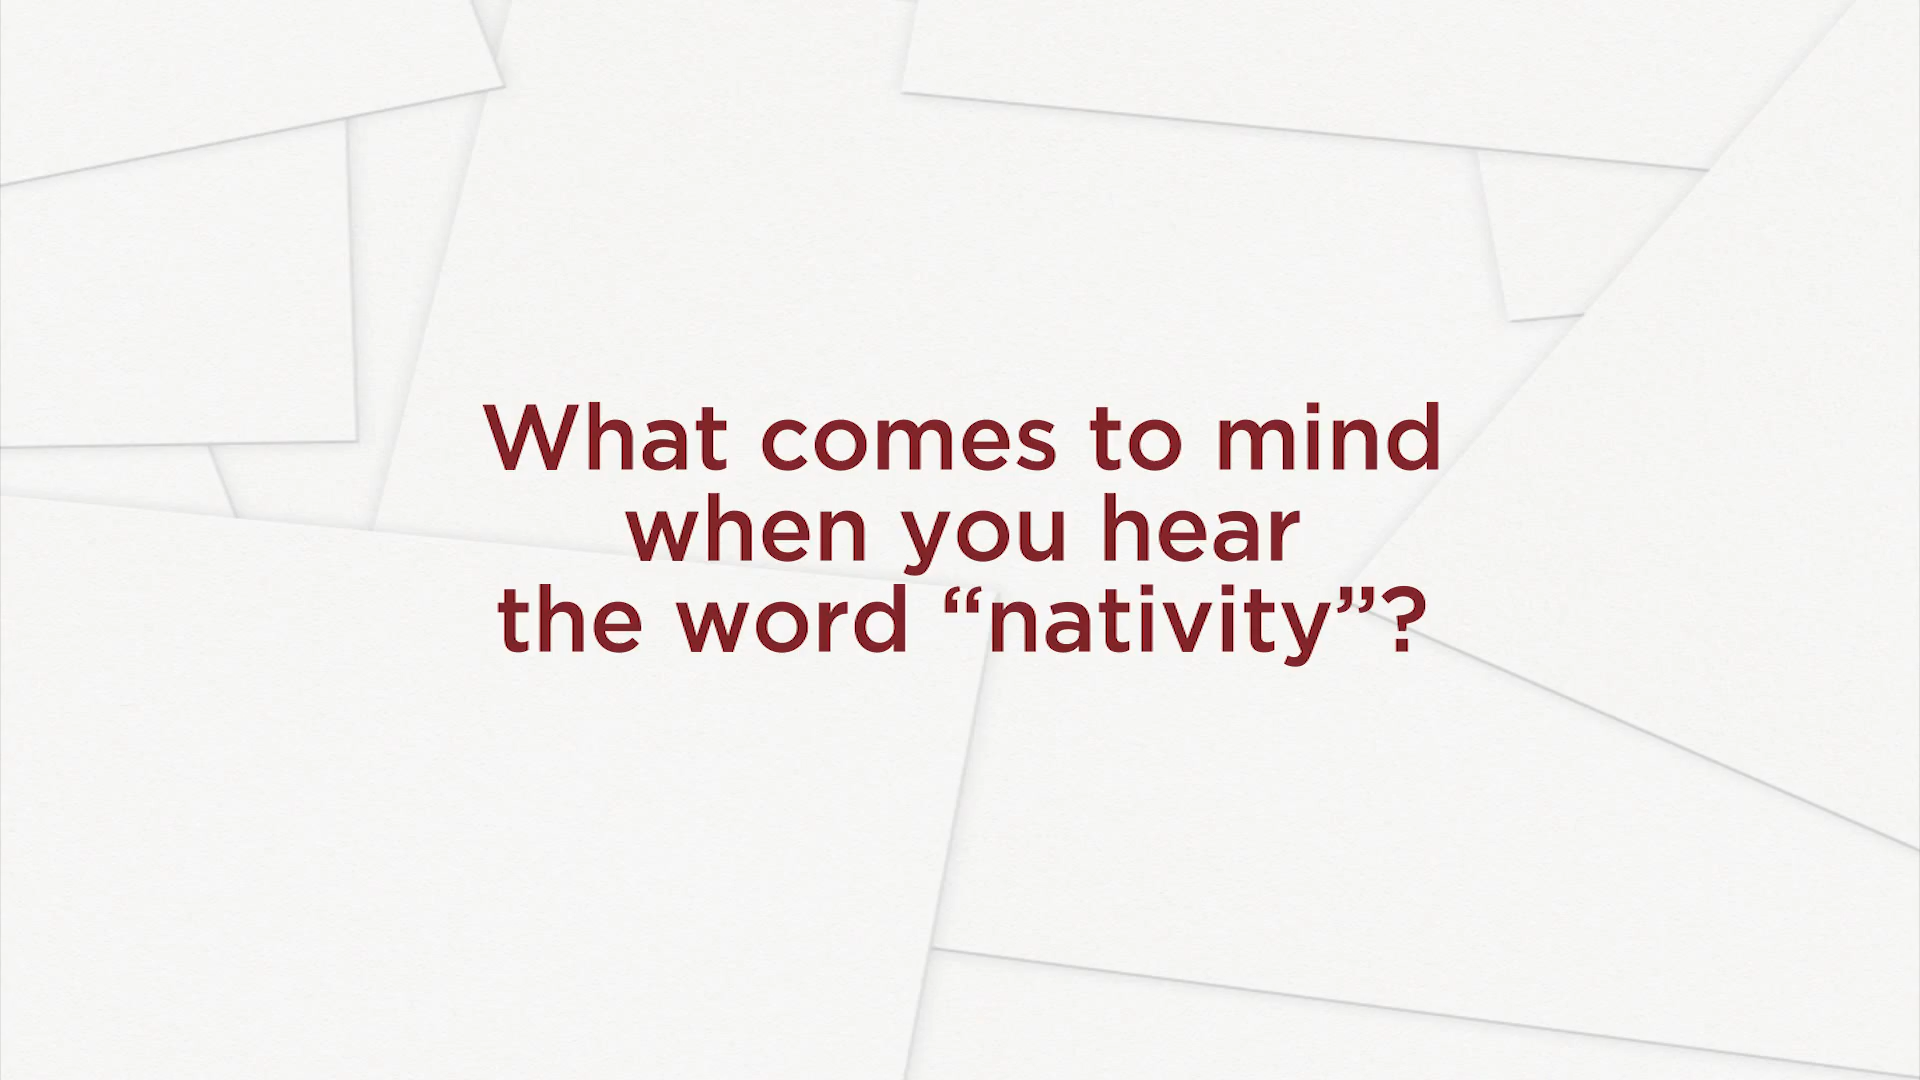 What comes to mind
when you hear
the word “nativity”?